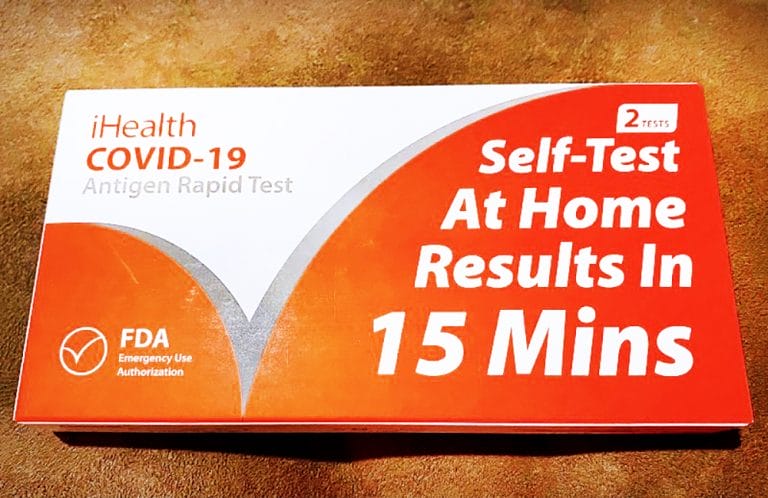 iHealth
COVID-19
Antigen Rapid Test
2 TESTS
Self-Test
At Home
Results In
15 Mins
FDA
Emergency Use
Authorization